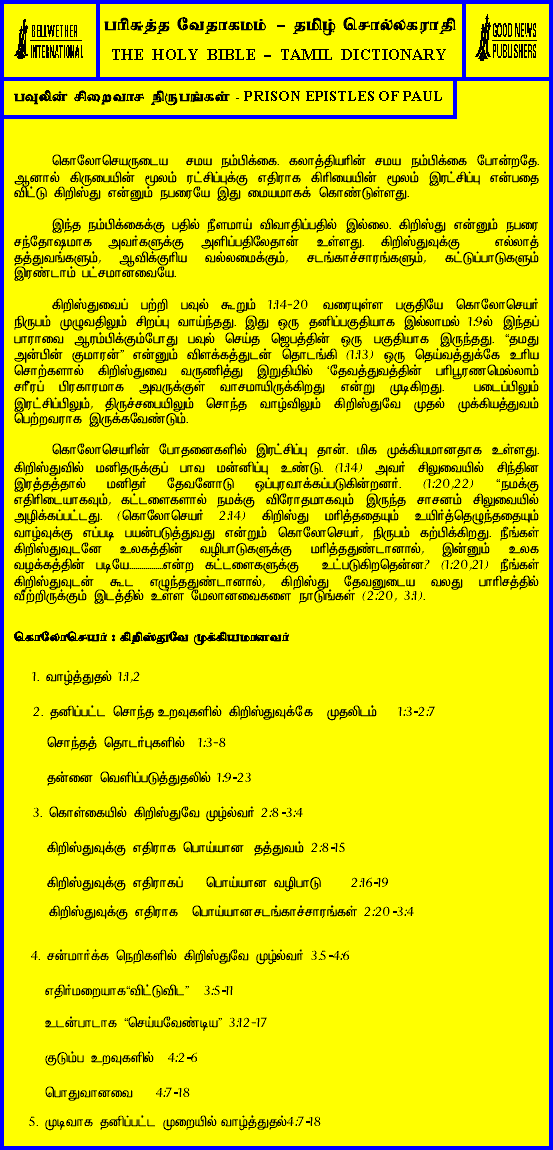 BELLWETHER
INTERNATIONAL
பரிசுத்த வேதாகமம் – தமிழ் சொல்லகராதி
THE HOLY BIBLE – TAMIL DICTIONARY
GOOD NEWS
PUBLISHERS
பவுலின் சிறைவாச நிருபங்கள் - PRISON EPISTLES OF PAUL
கொலோசெயருடைய சமய நம்பிக்கை. கலாத்தியரின் சமய நம்பிக்கை போன்றதே.
ஆனால் கிருபையின் மூலம் ரட்சிப்புக்கு எதிராக கிரியையின் மூலம் இரட்சிப்பு என்பதை
விட்டு கிறிஸ்து என்னும் நபரையே இது மையமாகக் கொண்டுள்ளது.
இந்த நம்பிக்கைக்கு பதில் நீளமாய் விவாதிப்பதில் இல்லை. கிறிஸ்து என்னும் நபரை
சந்தோஷமாக அவர்களுக்கு அளிப்பதிலேதான் உள்ளது. கிறிஸ்துவுக்கு எல்லாத்
தத்துவங்களும், ஆவிக்குரிய வல்லமைக்கும், சடங்காச்சாரங்களும், கட்டுப்பாடுகளும்
இரண்டாம் பட்சமானவையே.
கிறிஸ்துவைப் பற்றி பவுல் கூறும் 1:14-20 வரையுள்ள பகுதியே கொலோசெயர்
நிருபம் முழுவதிலும் சிறப்பு வாய்ந்தது. இது ஒரு தனிப்பகுதியாக இல்லாமல் 1:9ல் இந்தப்
பாராவை ஆரம்பிக்கும்போது பவுல் செய்த ஜெபத்தின் ஒரு பகுதியாக இருந்தது. “தமது
அன்பின் குமாரன்” என்னும் விளக்கத்துடன் தொடங்கி (1:13) ஒரு தெய்வத்துக்கே உரிய
சொற்களால் கிறிஸ்துவை வருணித்து இறுதியில் ‘தேவத்துவத்தின் பரிபூரணமெல்லாம்
சரீரப் பிரகாரமாக அவருக்குள் வாசமாயிருக்கிறது என்று முடிகிறது. படைப்பிலும்
இரட்சிப்பிலும், திருச்சபையிலும் சொந்த வாழ்விலும் கிறிஸ்துவே முதல் முக்கியத்துவம்
பெற்றவராக இருக்கவேண்டும்.
கொலோசெயரின் போதனைகளில் இரட்சிப்பு தான். மிக முக்கியமானதாக உள்ளது.
கிறிஸ்துவில் மனிதருக்குப் பாவ மன்னிப்பு உண்டு. (1:14) அவர் சிலுவையில் சிந்தின
இரத்தத்தால் மனிதர் தேவனோடு ஒப்புரவாக்கப்படுகின்றனர். (1:20,22) “நமக்கு
எதிரிடையாகவும், கட்டளைகளால் நமக்கு விரோதமாகவும் இருந்த சாசனம் சிலுவையில்
அழிக்கப்பட்டது. (கொலோசெயர் 2:14) கிறிஸ்து மரித்ததையும் உயிர்த்தெழுந்ததையும்
வாழ்வுக்கு எப்படி பயன்படுத்துவது என்றும் கொலோசெயர், நிருபம் கற்பிக்கிறது. நீங்கள்
கிறிஸ்துவுடனே உலகத்தின் வழிபாடுகளுக்கு மரித்ததுண்டானால், இன்னும் உலக
வழக்கத்தின் படியே...............என்ற கட்டளைகளுக்கு உட்படுகிறதென்ன? (1:20,21) நீங்கள்
கிறிஸ்துவுடன் கூட எழுந்ததுண்டானால், கிறிஸ்து தேவனுடைய வலது பாரிசத்தில்
வீற்றிருக்கும் இடத்தில் உள்ள மேலானவைகளை நாடுங்கள் (2:20, 3:1).
கொலோசெயர் : கிறிஸ்துவே முக்கியமானவர்
1. வாழ்த்துதல் 1:1,2
2. தனிப்பட்ட சொந்த உறவுகளில் கிறிஸ்துவுக்கே முதலிடம் 1:3-2:7
சொந்தத் தொடர்புகளில் 1:3-8
தன்னை வெளிப்படுத்துதலில் 1:9-23
3. கொள்கையில் கிறிஸ்துவே முழ்ல்வர் 2:8-3:4
கிறிஸ்துவுக்கு எதிராக பொய்யான தத்துவம் 2:8-15
கிறிஸ்துவுக்கு எதிராகப் பொய்யான வழிபாடு 2:16-19
கிறிஸ்துவுக்கு எதிராக பொய்யானசடங்காச்சாரங்கள் 2:20-3:4
4. சன்மார்க்க நெறிகளில் கிறிஸ்துவே முழ்ல்வர் 3:5-4:6
எதிர்மறையாக“விட்டுவிட” 3:5-11
உடன்பாடாக “செய்யவேண்டிய” 3:12-17
குடும்ப உறவுகளில் 4:2-6
பொதுவானவை 4:7-18
5. முடிவாக தனிப்பட்ட முறையில் வாழ்த்துதல்4:7-18